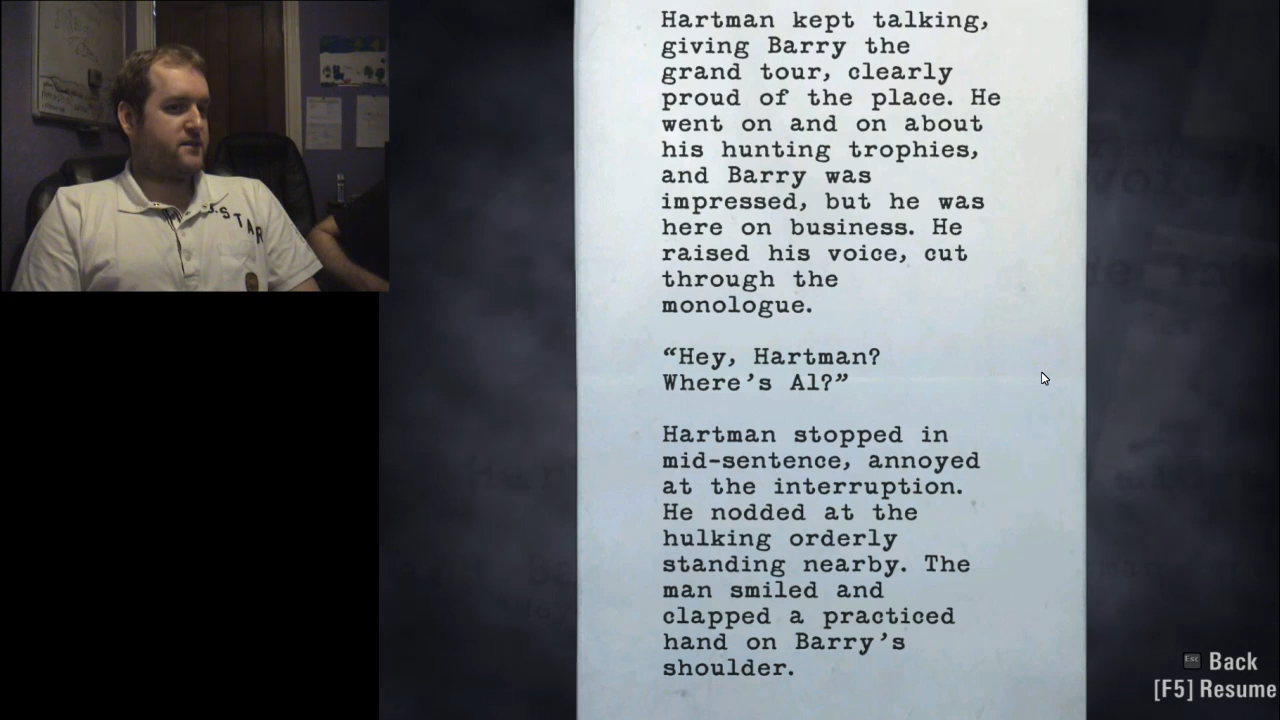 Hartman kept talking,
giving Barry the
grand tour, clearly
proud of the place. He
went on and on about
his hunting trophies,
and Barry was
impressed, but he was
here on business. He
raised his voice, cut
through the
monologue.
“Hey, Hartman?
Where’s Al?”
Hartman stopped in
mid-sentence, annoyed
at the interruption.
He nodded at the
hulking orderly
standing nearby. The
man smiled and
clapped a practiced
hand on Barry’s
shoulder.
Esc Back
[F5] Resume